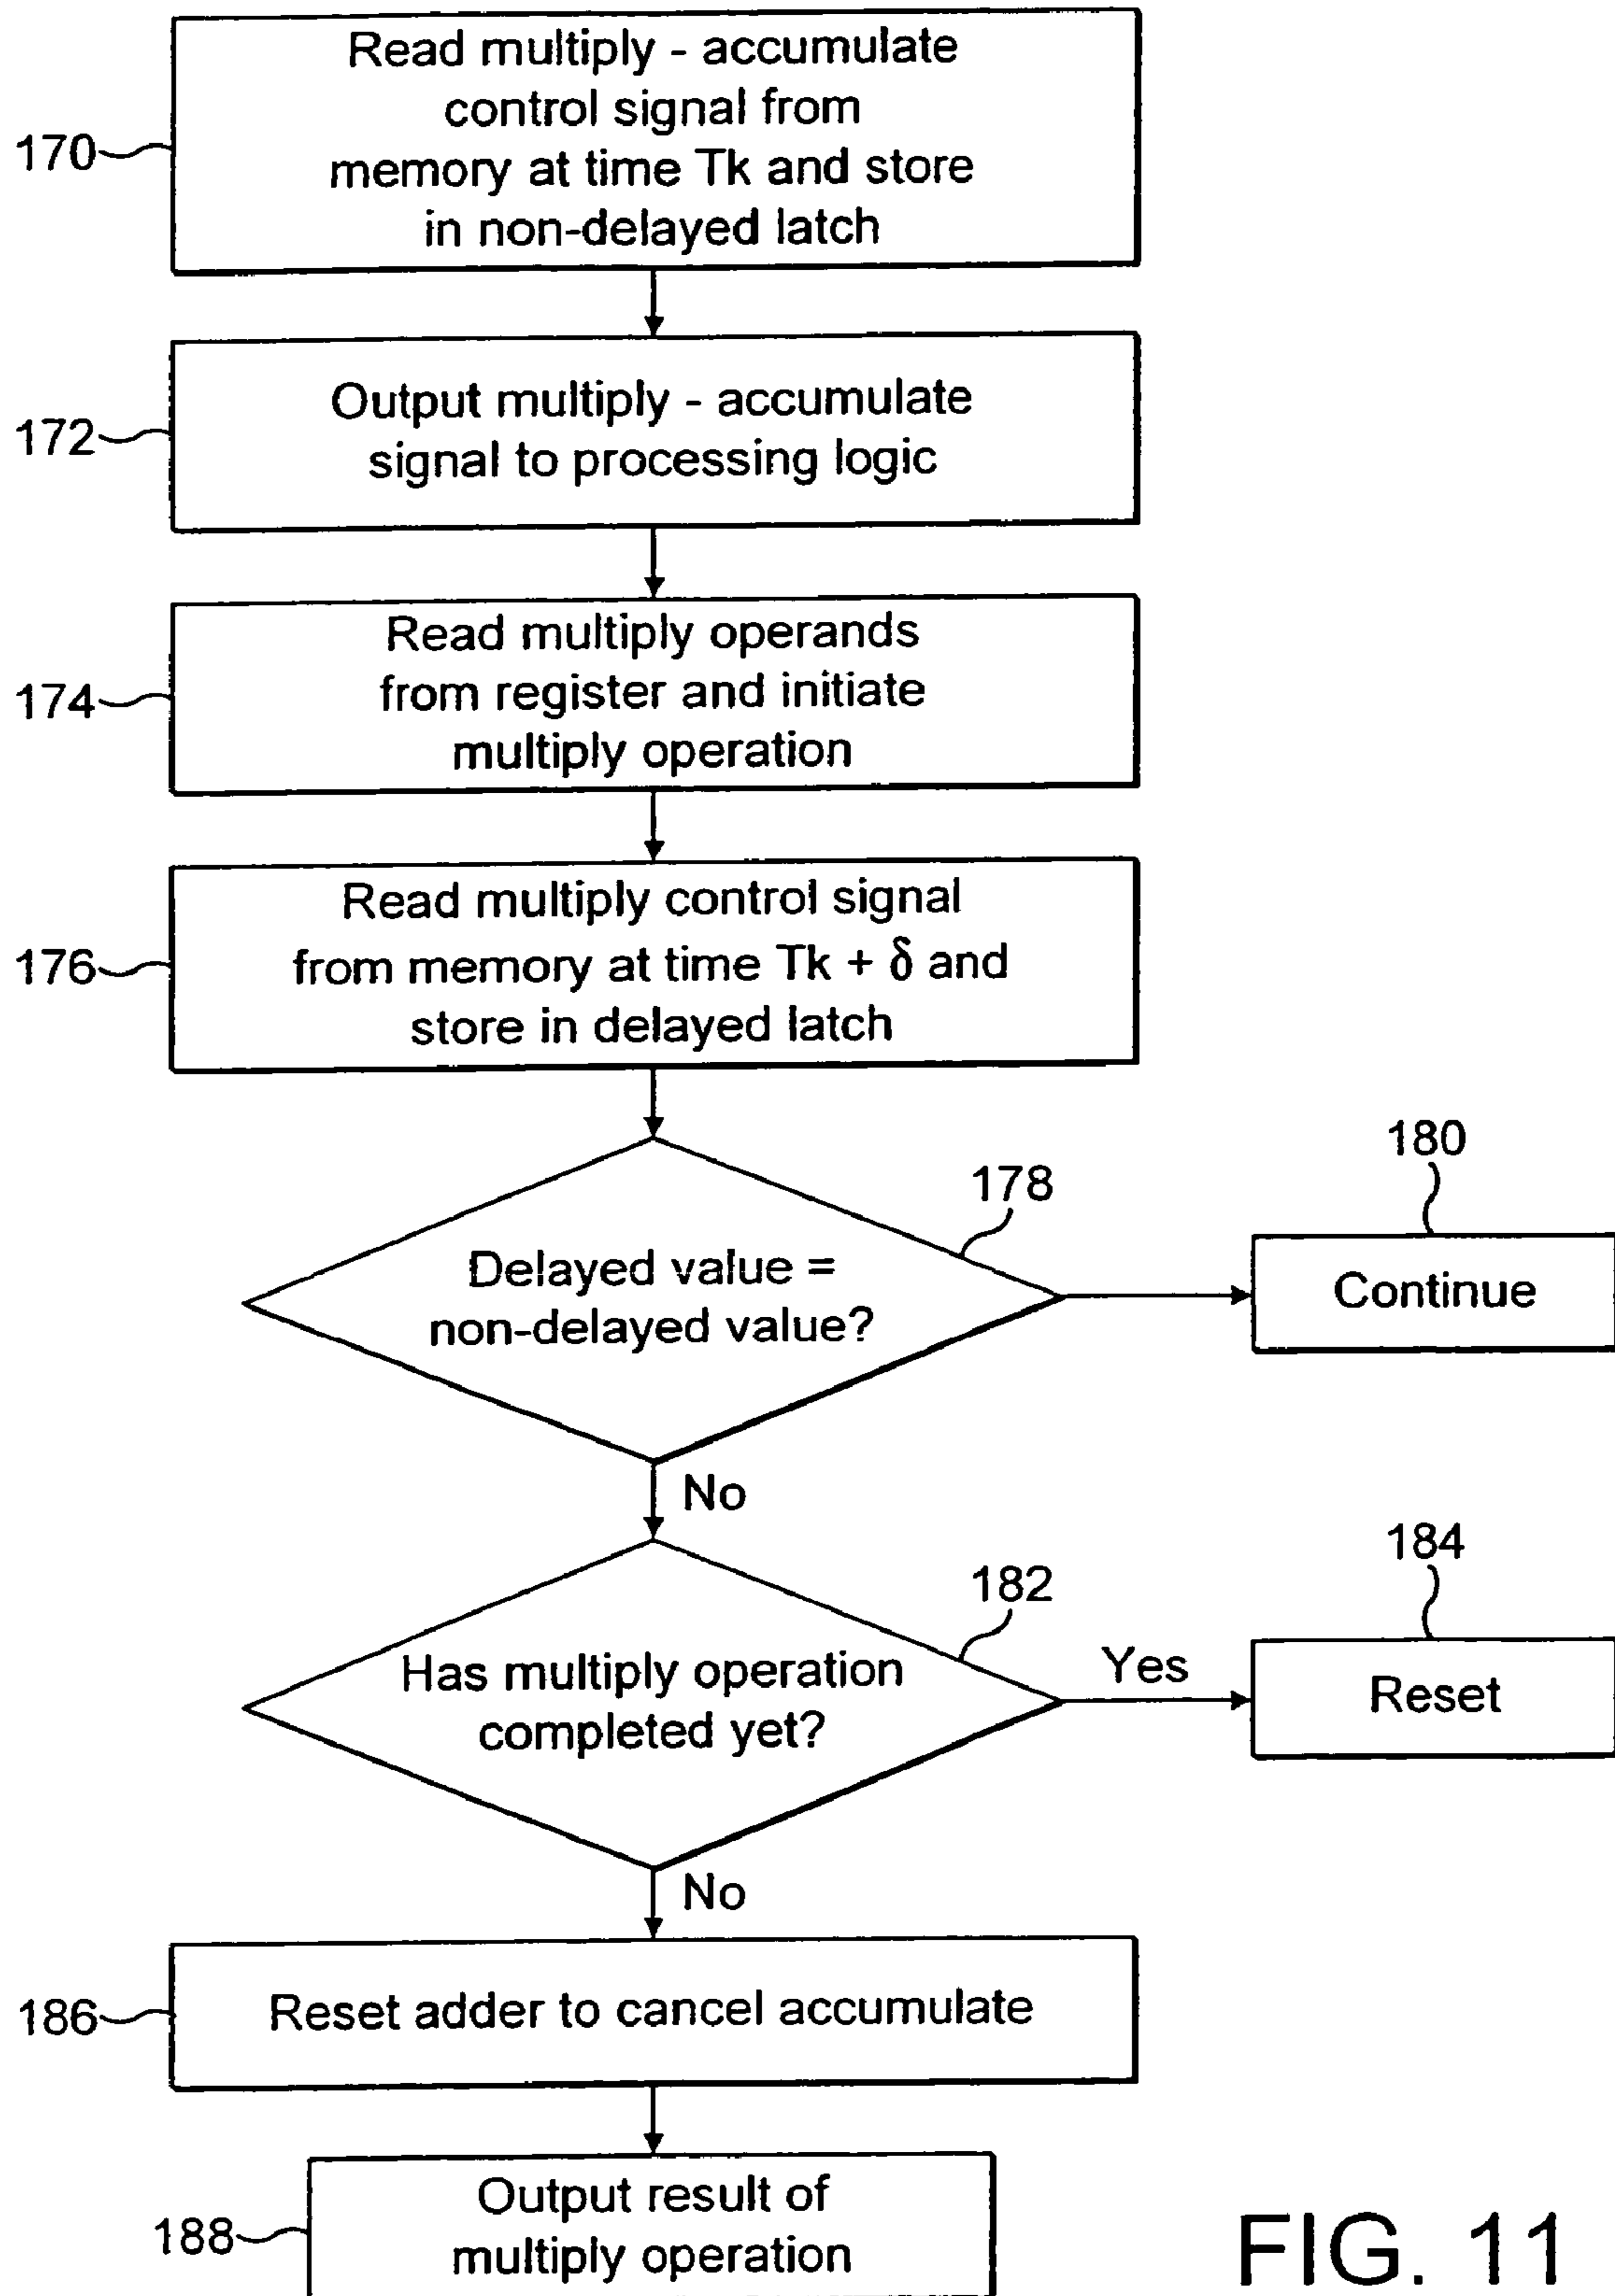 Read multiply - accumulate
control signal from
memory at time Tk and store
in non-delayed latch
170
Output multiply - accumulate
signal to processing logic
172
Read multiply operands
from register and initiate
multiply operation
174
Read multiply control signal
from memory at time Tk + δ and
store in delayed latch
176
178
Delayed value =
non-delayed value?
180
Continue
No
182
Has multiply operation
completed yet?
Yes
184
Reset
No
186
Reset adder to cancel accumulate
188
Output result of
multiply operation
FIG. 11